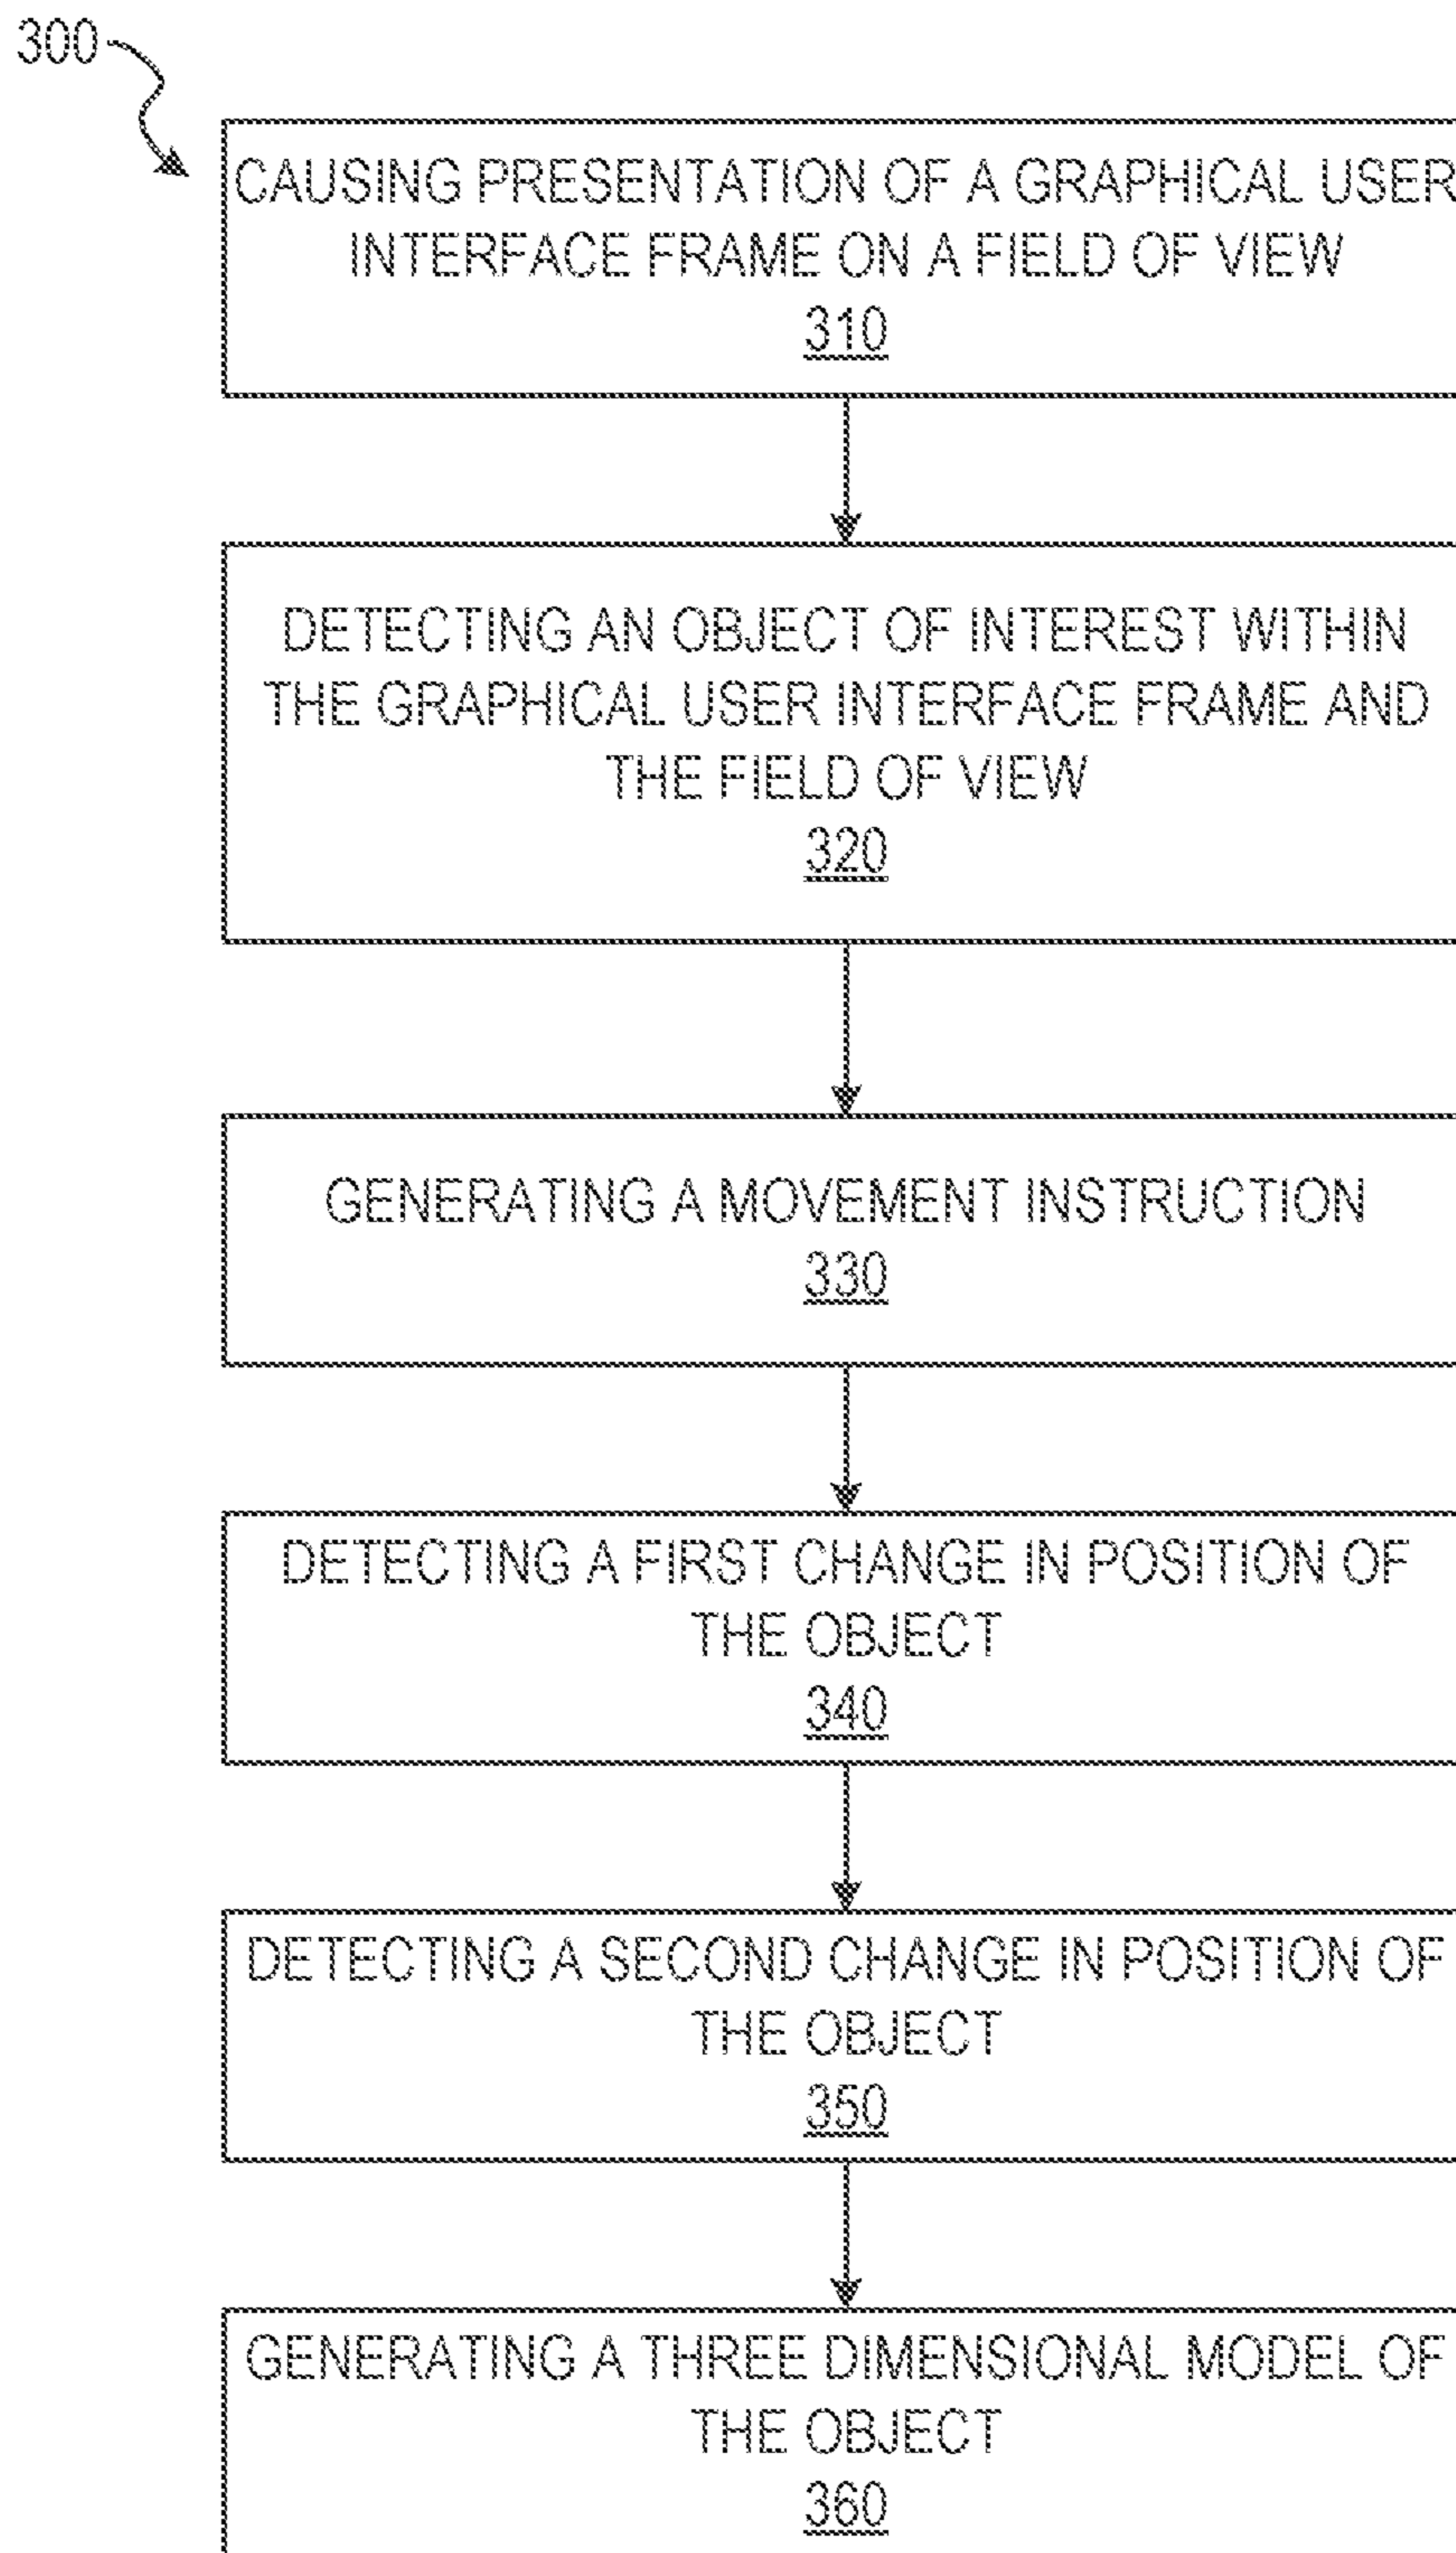 300
CAUSING PRESENTATION OF A GRAPHICAL USER
INTERFACE FRAME ON A FIELD OF VIEW
310
DETECTING AN OBJECT OF INTEREST WITHIN
THE GRAPHICAL USER INTERFACE FRAME AND
THE FIELD OF VIEW
320
GENERATING A MOVEMENT INSTRUCTION
330
DETECTING A FIRST CHANGE IN POSITION OF
THE OBJECT
340
DETECTING A SECOND CHANGE IN POSITION OF
THE OBJECT
350
GENERATING A THREE DIMENSIONAL MODEL OF
THE OBJECT
360